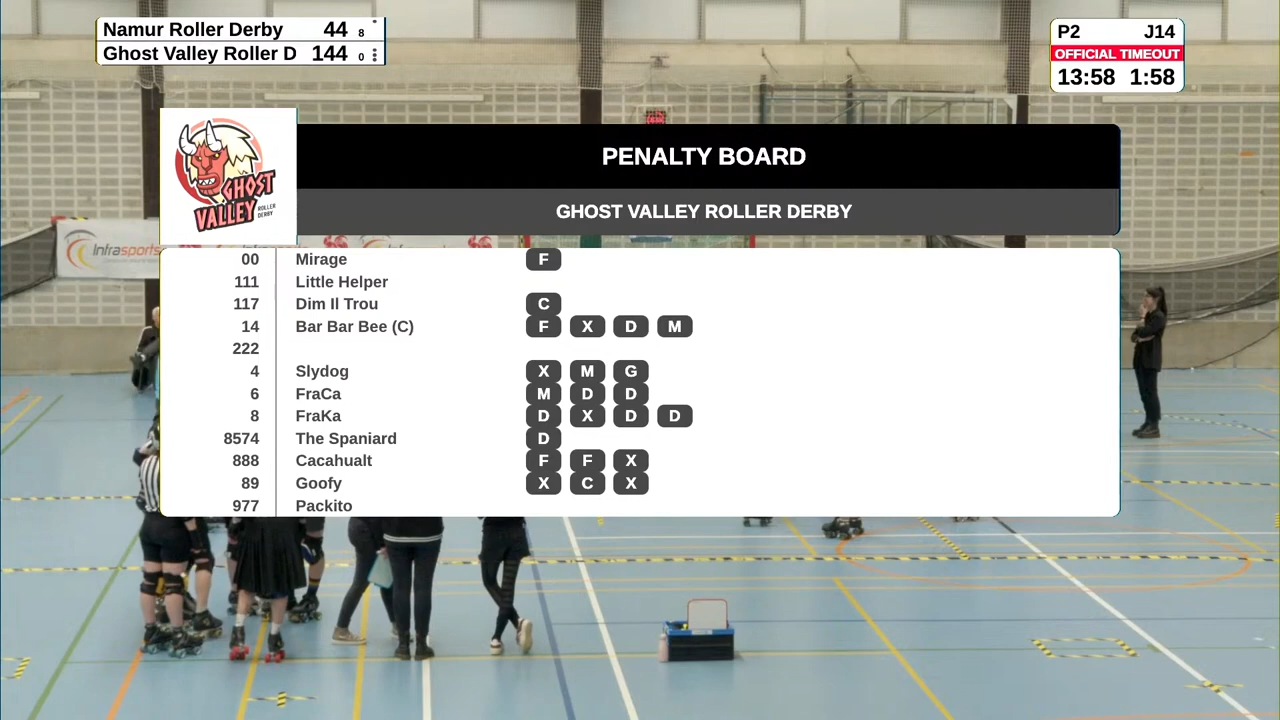 Namur Roller Derby 44 8
Ghost Valley Roller D 144 0
P2 J14
OFFICIAL TIMEOUT
13:58 1:58
GHOST
VALLEY
ROLLER
DERBY
PENALTY BOARD
GHOST VALLEY ROLLER DERBY
Infrasports
00 Mirage F
111 Little Helper
117 Dim Il Trou C
14 Bar Bar Bee (C) F X D M
222
4 Slydog X M G
6 FraCa M D D
8 FraKa D X D D
8574 The Spaniard D
888 Cacahualt F F X
89 Goofy X C X
977 Packito